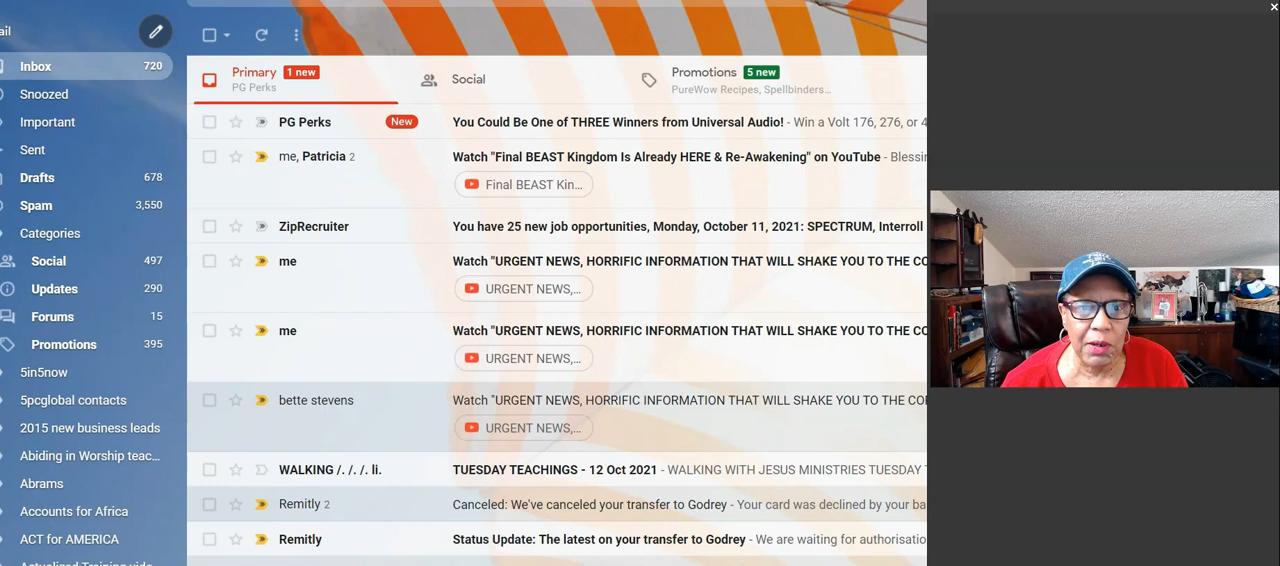 ail
Inbox 720
Snoozed
Important
Sent
Drafts 678
Spam 3,550
Categories
Social 497
Updates 290
Forums 15
Promotions 395
5in5now
5pcglobal contacts
2015 new business leads
Abiding in Worship teac...
Abrams
Accounts for Africa
ACT for AMERICA
Primary 1 new
PG Perks
Social
Promotions 5 new
PureWow Recipes, Spellbinders...
PG Perks New You Could Be One of THREE Winners from Universal Audio! - Win a Volt 176, 276, or 4
me, Patricia 2 Watch "Final BEAST Kingdom Is Already HERE & Re-Awakening" on YouTube - Blessin
Final BEAST Kin...
ZipRecruiter You have 25 new job opportunities, Monday, October 11, 2021: SPECTRUM, Interroll
me Watch "URGENT NEWS, HORRIFIC INFORMATION THAT WILL SHAKE YOU TO THE CO
URGENT NEWS,...
me Watch "URGENT NEWS, HORRIFIC INFORMATION THAT WILL SHAKE YOU TO THE CO
URGENT NEWS,...
bette stevens Watch "URGENT NEWS, HORRIFIC INFORMATION THAT WILL SHAKE YOU TO THE COR
URGENT NEWS,...
WALKING /. /. /. li. TUESDAY TEACHINGS - 12 Oct 2021 - WALKING WITH JESUS MINISTRIES TUESDAY T
Remitly 2 Canceled: We've canceled your transfer to Godrey - Your card was declined by your ba
Remitly Status Update: The latest on your transfer to Godrey - We are waiting for authorisatio